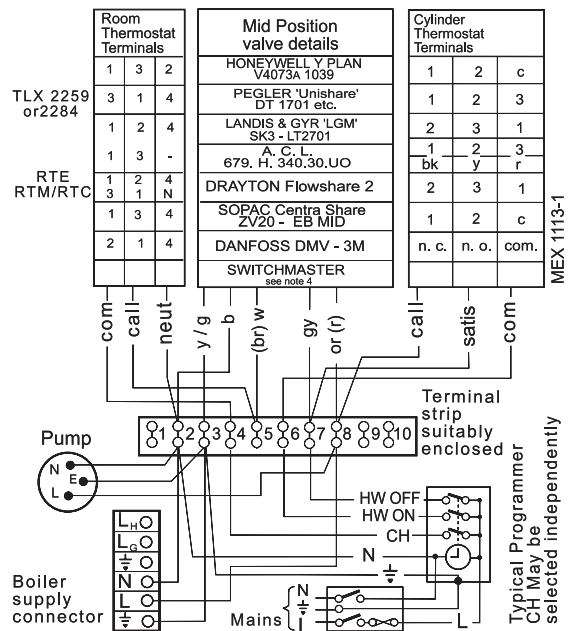 Room
Thermostat
Terminals
Mid Position
valve details
Cylinder
Thermostat
Terminals
1 3 2
HONEYWELL Y PLAN
V4073A 1039
1 2 c
TLX 2259
or2284
3 1 4
PEGLER 'Unishare'
DT 1701 etc.
1 2 3
1 2 4
LANDIS & GYR 'LGM'
SK3 - LT2701
2 3 1
1 3 -
A. C. L.
679. H. 340.30.UO
1 2 3
bk y r
RTE
RTM/RTC
1 2 4
3 1 N
DRAYTON Flowshare 2
2 3 1
1 3 4
SOPAC Centra Share
ZV20 - EB MID
1 2 c
2 1 4
DANFOSS DMV - 3M
n. c. n. o. com.
SWITCHMASTER
see note 4
MEX 1113-1
com
call
neut
y / g
b
(br) w
gy
or (r)
call
satis
com
1 2 3 4 5 6 7 8 9 10
Terminal
strip
suitably
enclosed
Pump
N
E
L
HW OFF
HW ON
CH
N
Typical Programmer
CH May be
selected independently
LH
LG
N
L
Boiler
supply
connector
Mains
N
L
L